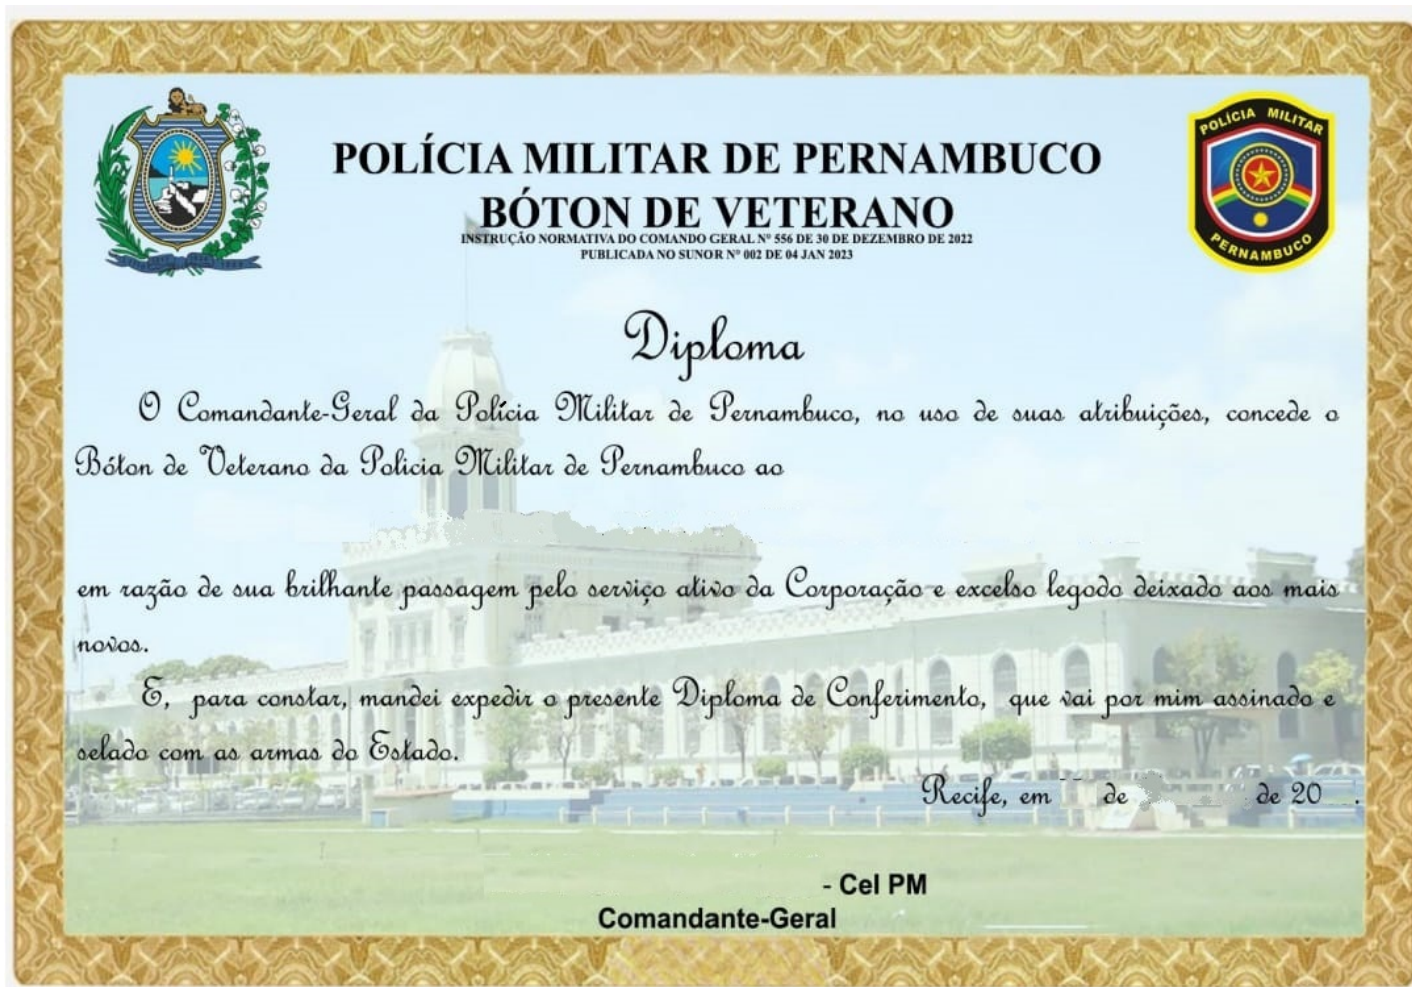 POLÍCIA MILITAR DE PERNAMBUCO
BÓTON DE VETERANO
INSTRUÇÃO NORMATIVA DO COMANDO GERAL Nº 556 DE 30 DE DEZEMBRO DE 2022
PUBLICADA NO SUNOR Nº 002 DE 04 JAN 2023
POLÍCIA MILITAR
PERNAMBUCO
Diploma
O Comandante-Geral da Polícia Militar de Pernambuco, no uso de suas atribuições, concede o
Bóton de Veterano da Policia Militar de Pernambuco ao
em razão de sua brilhante passagem pelo serviço ativo da Corporação e excelso legodo deixado aos mais
novos.
E, para constar, mandei expedir o presente Diploma de Conferimento, que vai por mim assinado e
selado com as armas do Estado.
Recife, em de de 20 .
- Cel PM
Comandante-Geral